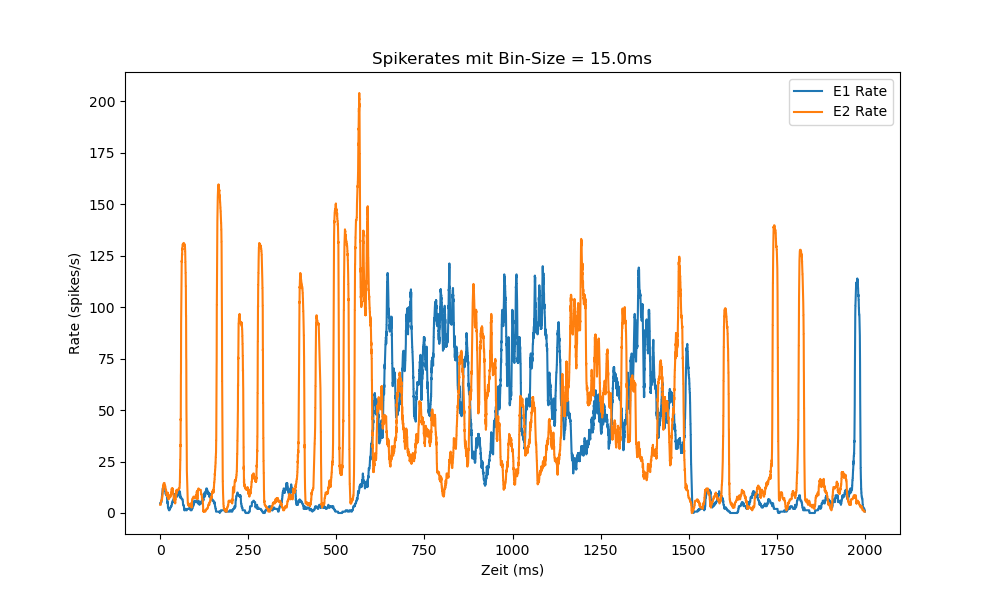 Spikerates mit Bin-Size = 15.0ms
E1 Rate
E2 Rate
200
175
150
125
100
75
50
25
0
Rate (spikes/s)
0 250 500 750 1000 1250 1500 1750 2000
Zeit (ms)